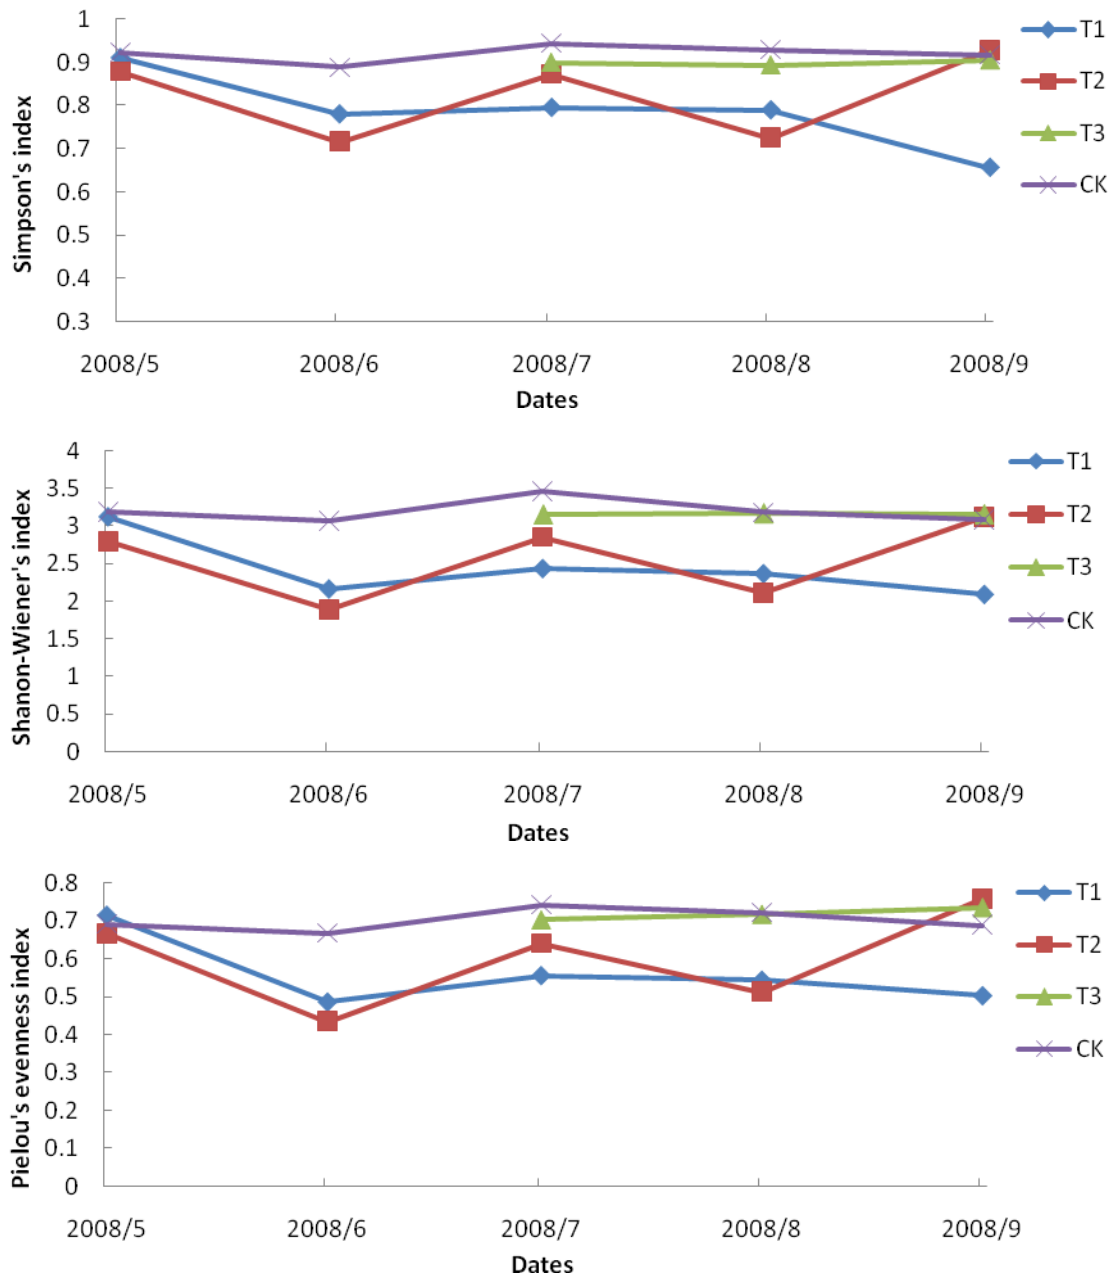 Simpson's index
1
0.9
0.8
0.7
0.6
0.5
0.4
0.3
2008/5 2008/6 2008/7 2008/8 2008/9
Dates
T1
T2
T3
CK
Shanon-Wiener's index
4
3.5
3
2.5
2
1.5
1
0.5
0
2008/5 2008/6 2008/7 2008/8 2008/9
Dates
T1
T2
T3
CK
Pielou's evenness index
0.8
0.7
0.6
0.5
0.4
0.3
0.2
0.1
0
2008/5 2008/6 2008/7 2008/8 2008/9
Dates
T1
T2
T3
CK